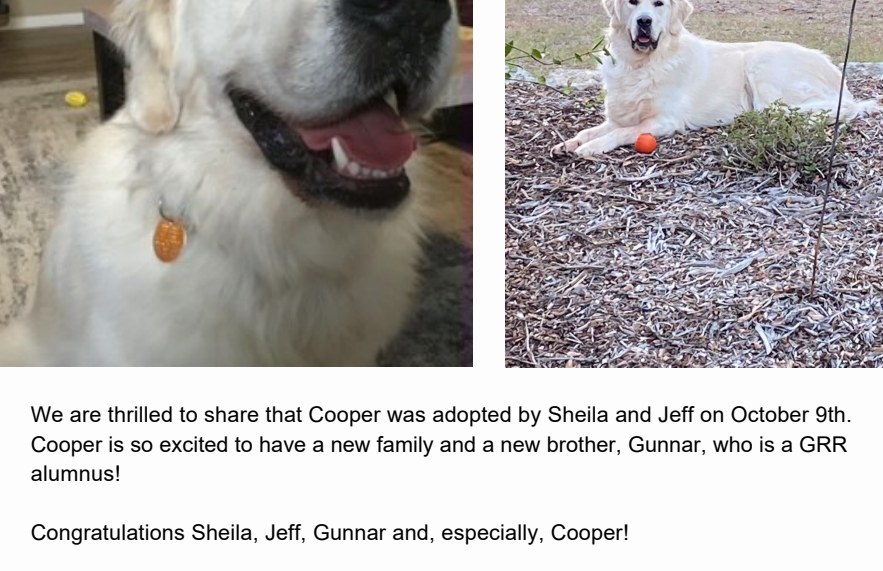 We are thrilled to share that Cooper was adopted by Sheila and Jeff on October 9th.
Cooper is so excited to have a new family and a new brother, Gunnar, who is a GRR
alumnus!
Congratulations Sheila, Jeff, Gunnar and, especially, Cooper!